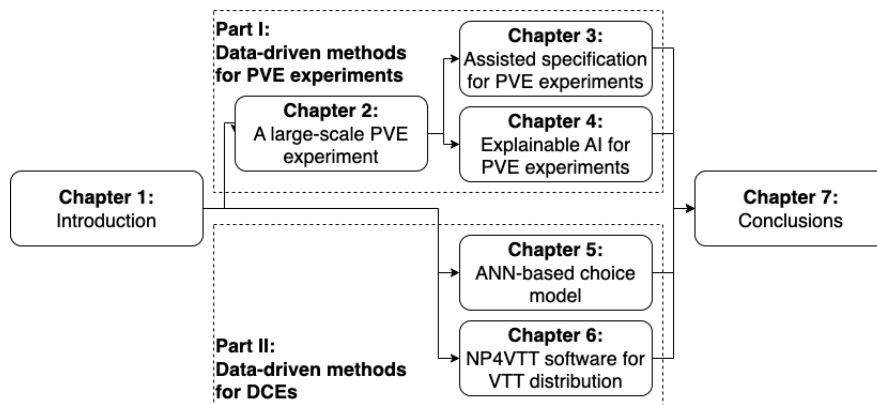 Part I:
Data-driven methods
for PVE experiments
Chapter 3:
Assisted specification
for PVE experiments
Chapter 2:
A large-scale PVE
experiment
Chapter 4:
Explainable AI for
PVE experiments
Chapter 1:
Introduction
Chapter 7:
Conclusions
Chapter 5:
ANN-based choice
model
Chapter 6:
NP4VTT software for
VTT distribution
Part II:
Data-driven methods
for DCEs